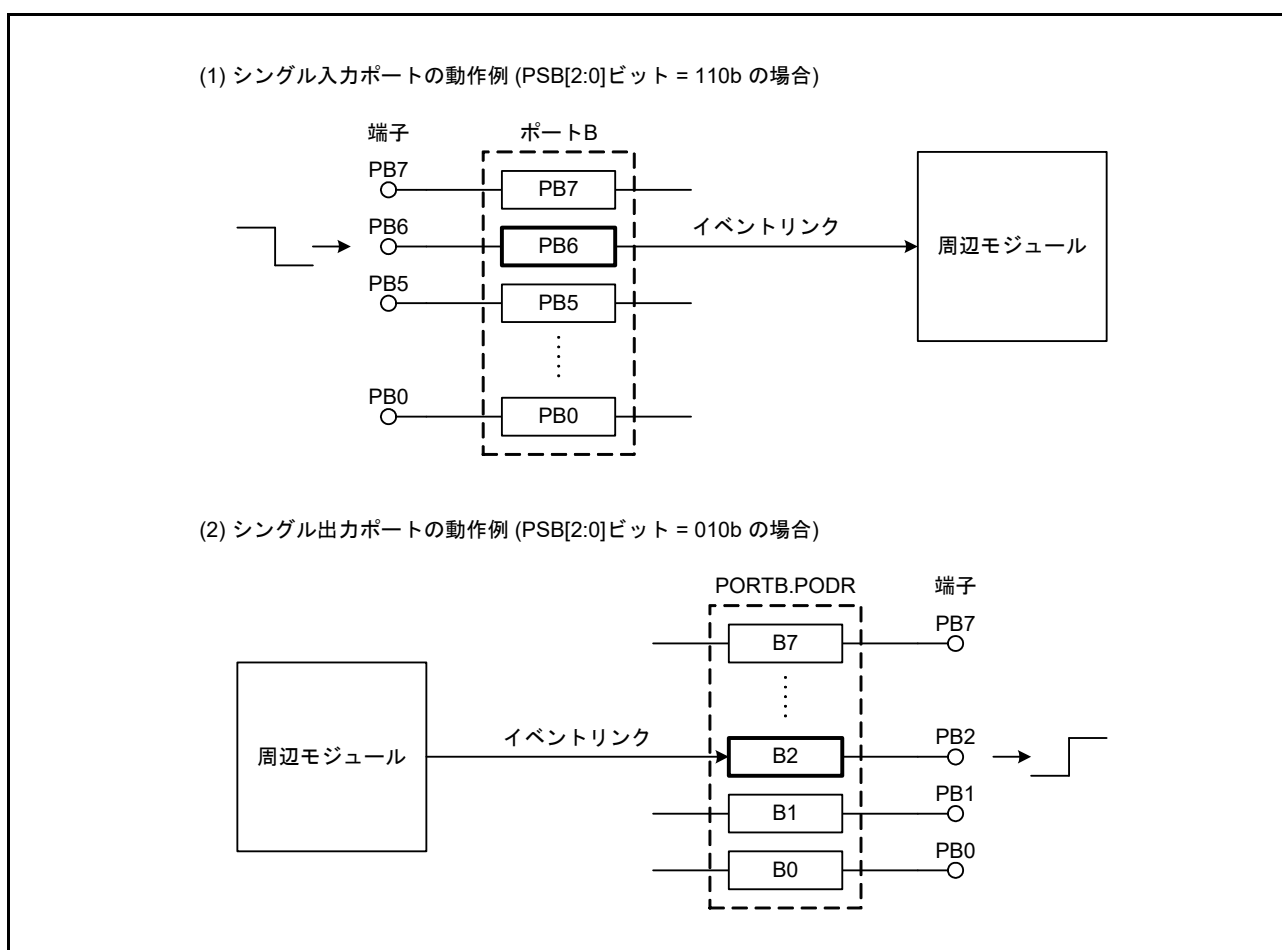 (1) シングル入力ポートの動作例 (PSB[2:0]ビット = 110b の場合)
端子 ポートB
PB7 PB7
PB6 PB6 イベントリンク 周辺モジュール
PB5 PB5
PB0 PB0
(2) シングル出力ポートの動作例 (PSB[2:0]ビット = 010b の場合)
PORTB.PODR 端子
B7 PB7
周辺モジュール イベントリンク B2 PB2
B1 PB1
B0 PB0